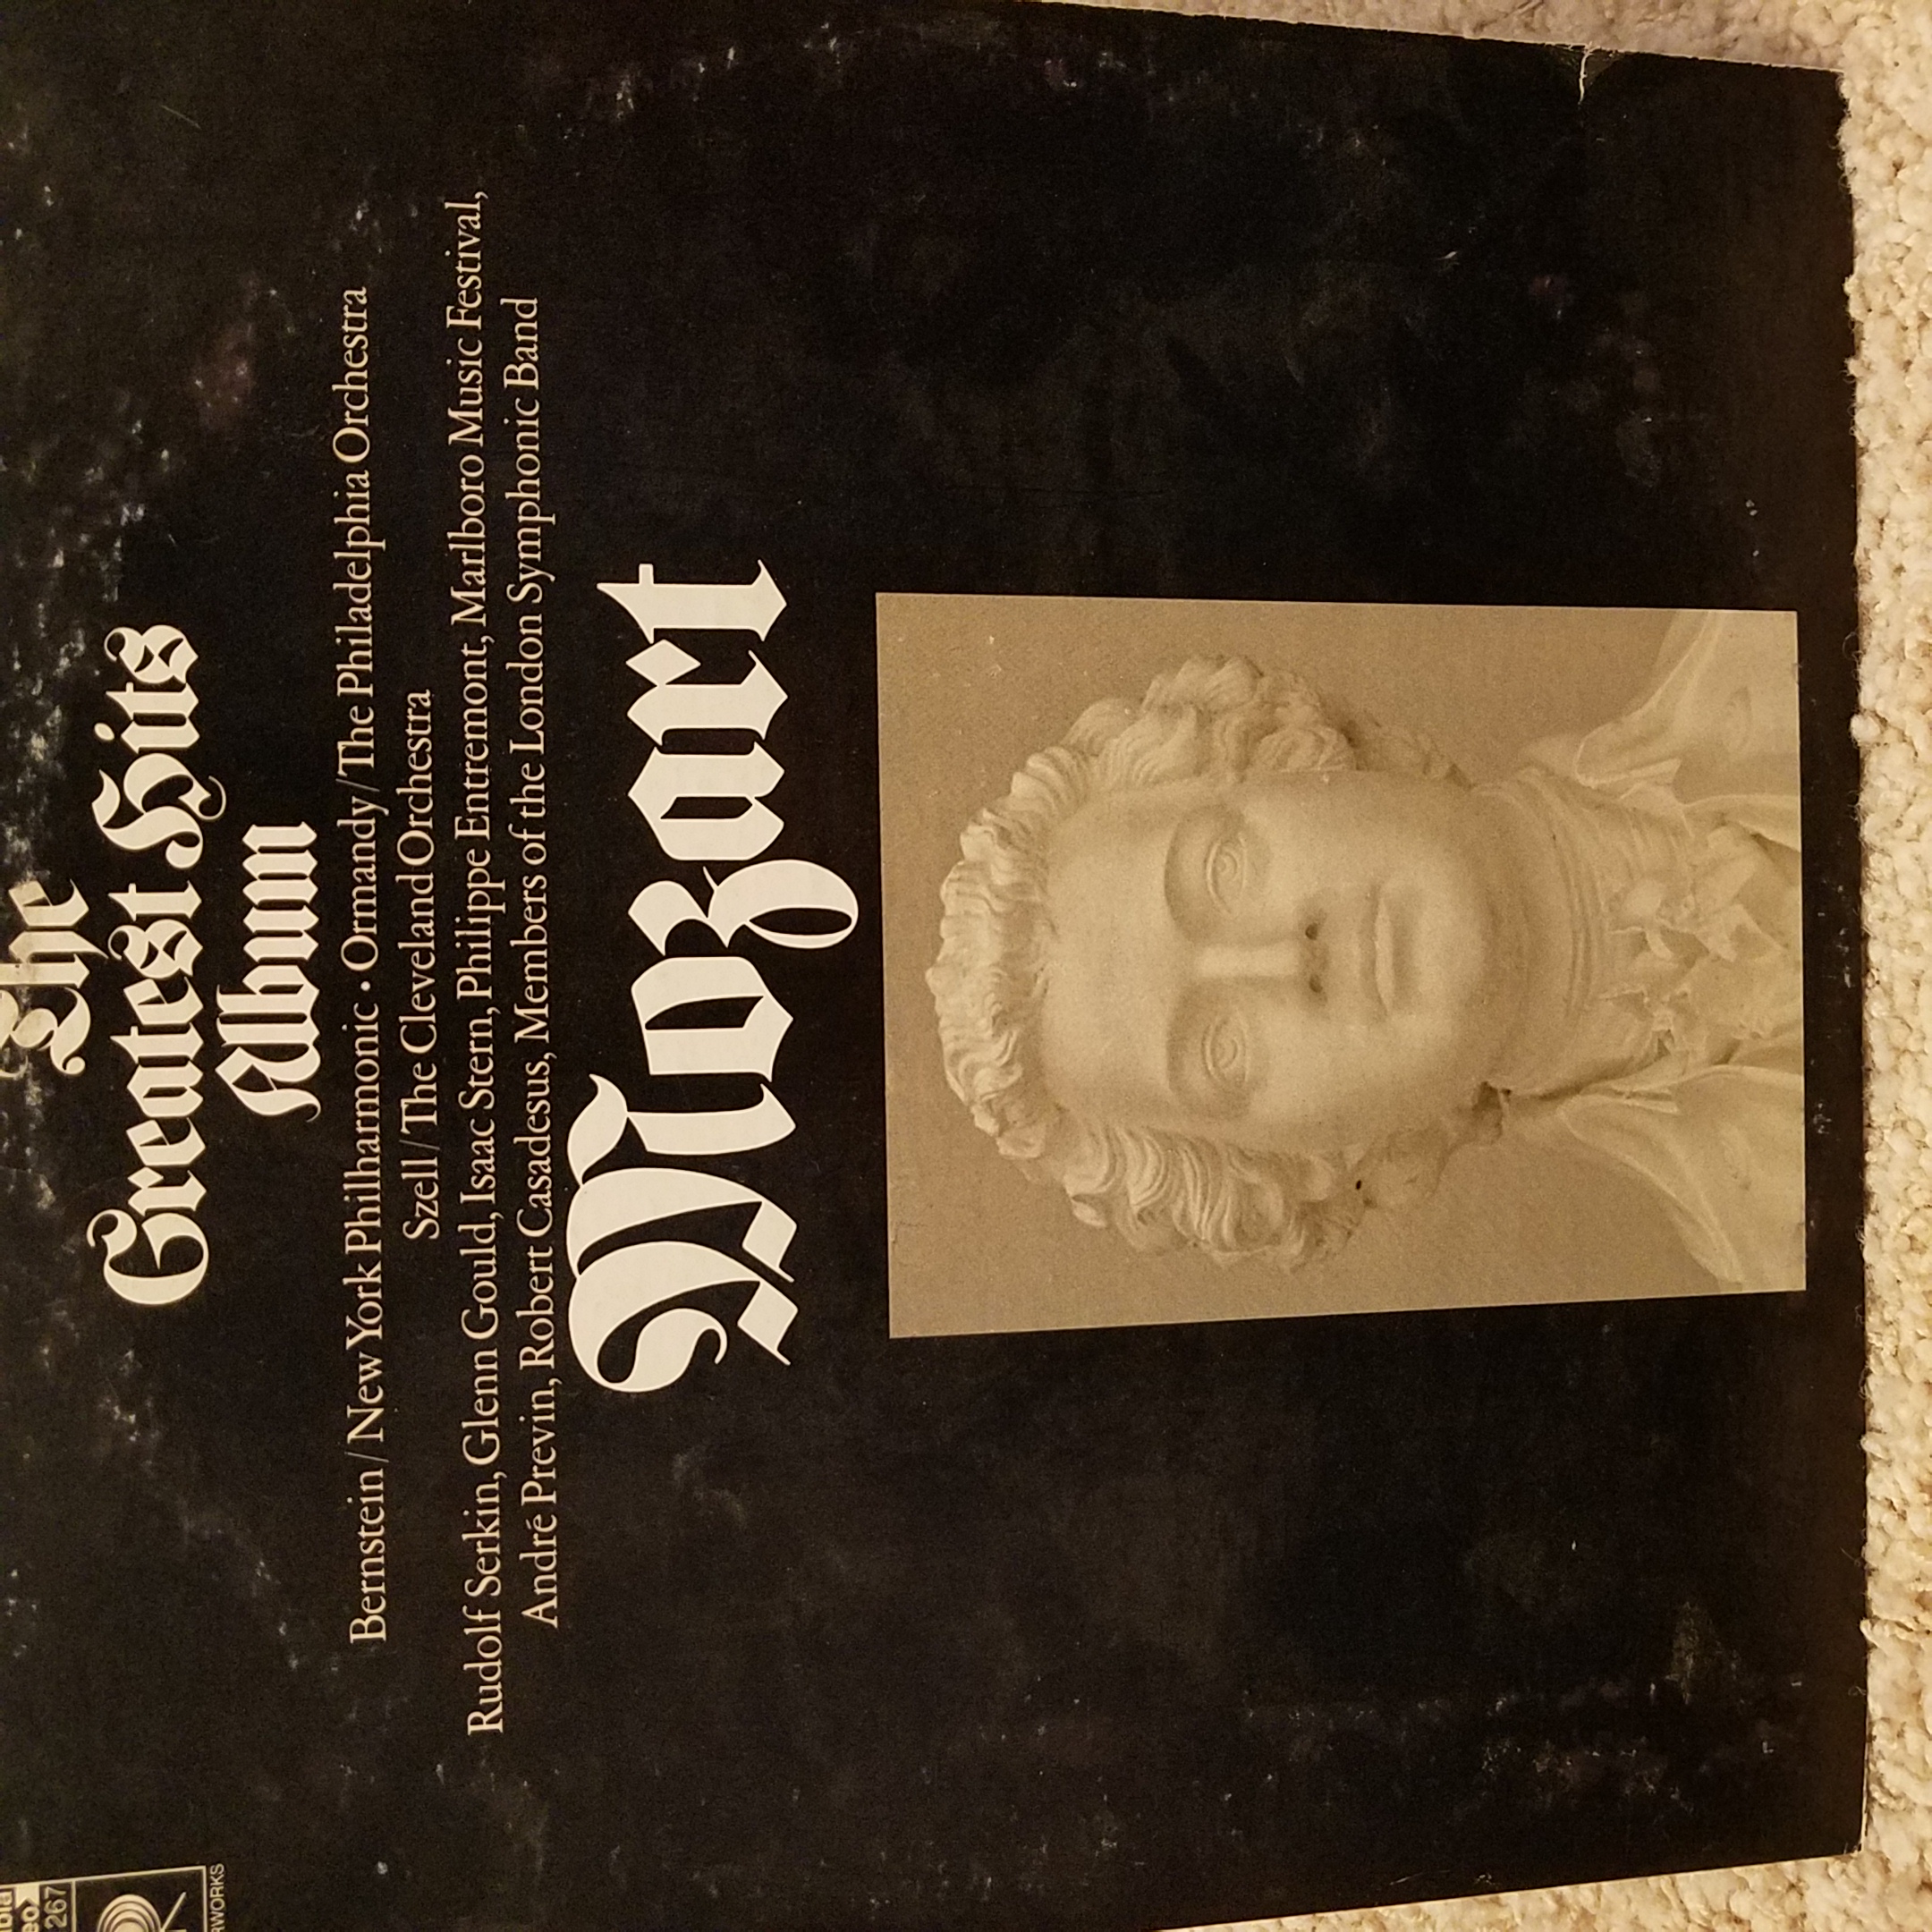 The
Greatest Hits
Album
Bernstein / New York Philharmonic • Ormandy / The Philadelphia Orchestra
Szell / The Cleveland Orchestra
Rudolf Serkin, Glenn Gould, Isaac Stern, Philippe Entremont, Marlboro Music Festival,
André Previn, Robert Casadesus, Members of the London Symphonic Band
Mozart
267